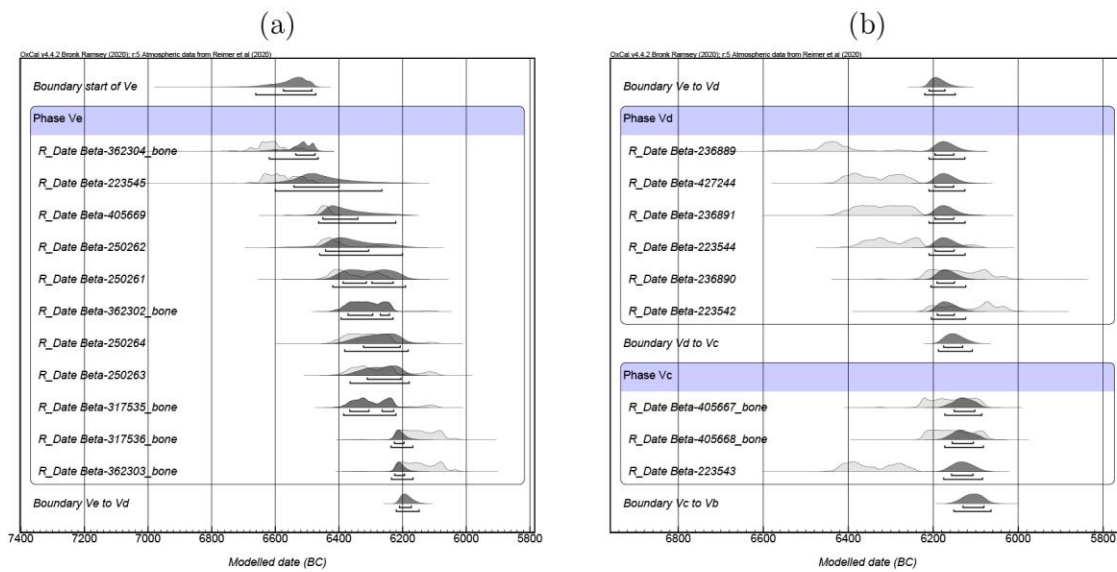 (a)
OxCal v4.4.2 Bronk Ramsey (2020); r:5 Atmospheric data from Reimer et al (2020)
Boundary start of Ve
Phase Ve
R_Date Beta-362304_bone
R_Date Beta-223545
R_Date Beta-405669
R_Date Beta-250262
R_Date Beta-250261
R_Date Beta-362302_bone
R_Date Beta-250264
R_Date Beta-250263
R_Date Beta-317535_bone
R_Date Beta-317536_bone
R_Date Beta-362303_bone
Boundary Ve to Vd
7400 7200 7000 6800 6600 6400 6200 6000 5800
Modelled date (BC)
(b)
OxCal v4.4.2 Bronk Ramsey (2020); r:5 Atmospheric data from Reimer et al (2020)
Boundary Ve to Vd
Phase Vd
R_Date Beta-236889
R_Date Beta-427244
R_Date Beta-236891
R_Date Beta-223544
R_Date Beta-236890
R_Date Beta-223542
Boundary Vd to Vc
Phase Vc
R_Date Beta-405667_bone
R_Date Beta-405668_bone
R_Date Beta-223543
Boundary Vc to Vb
6800 6600 6400 6200 6000 5800
Modelled date (BC)